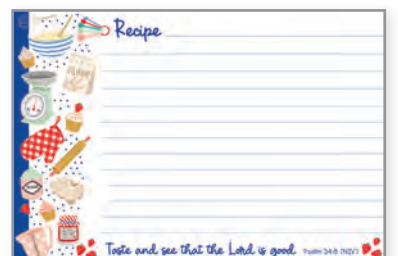 Recipe
Taste and see that the Lord is good Psalm 34:8 (NIV)